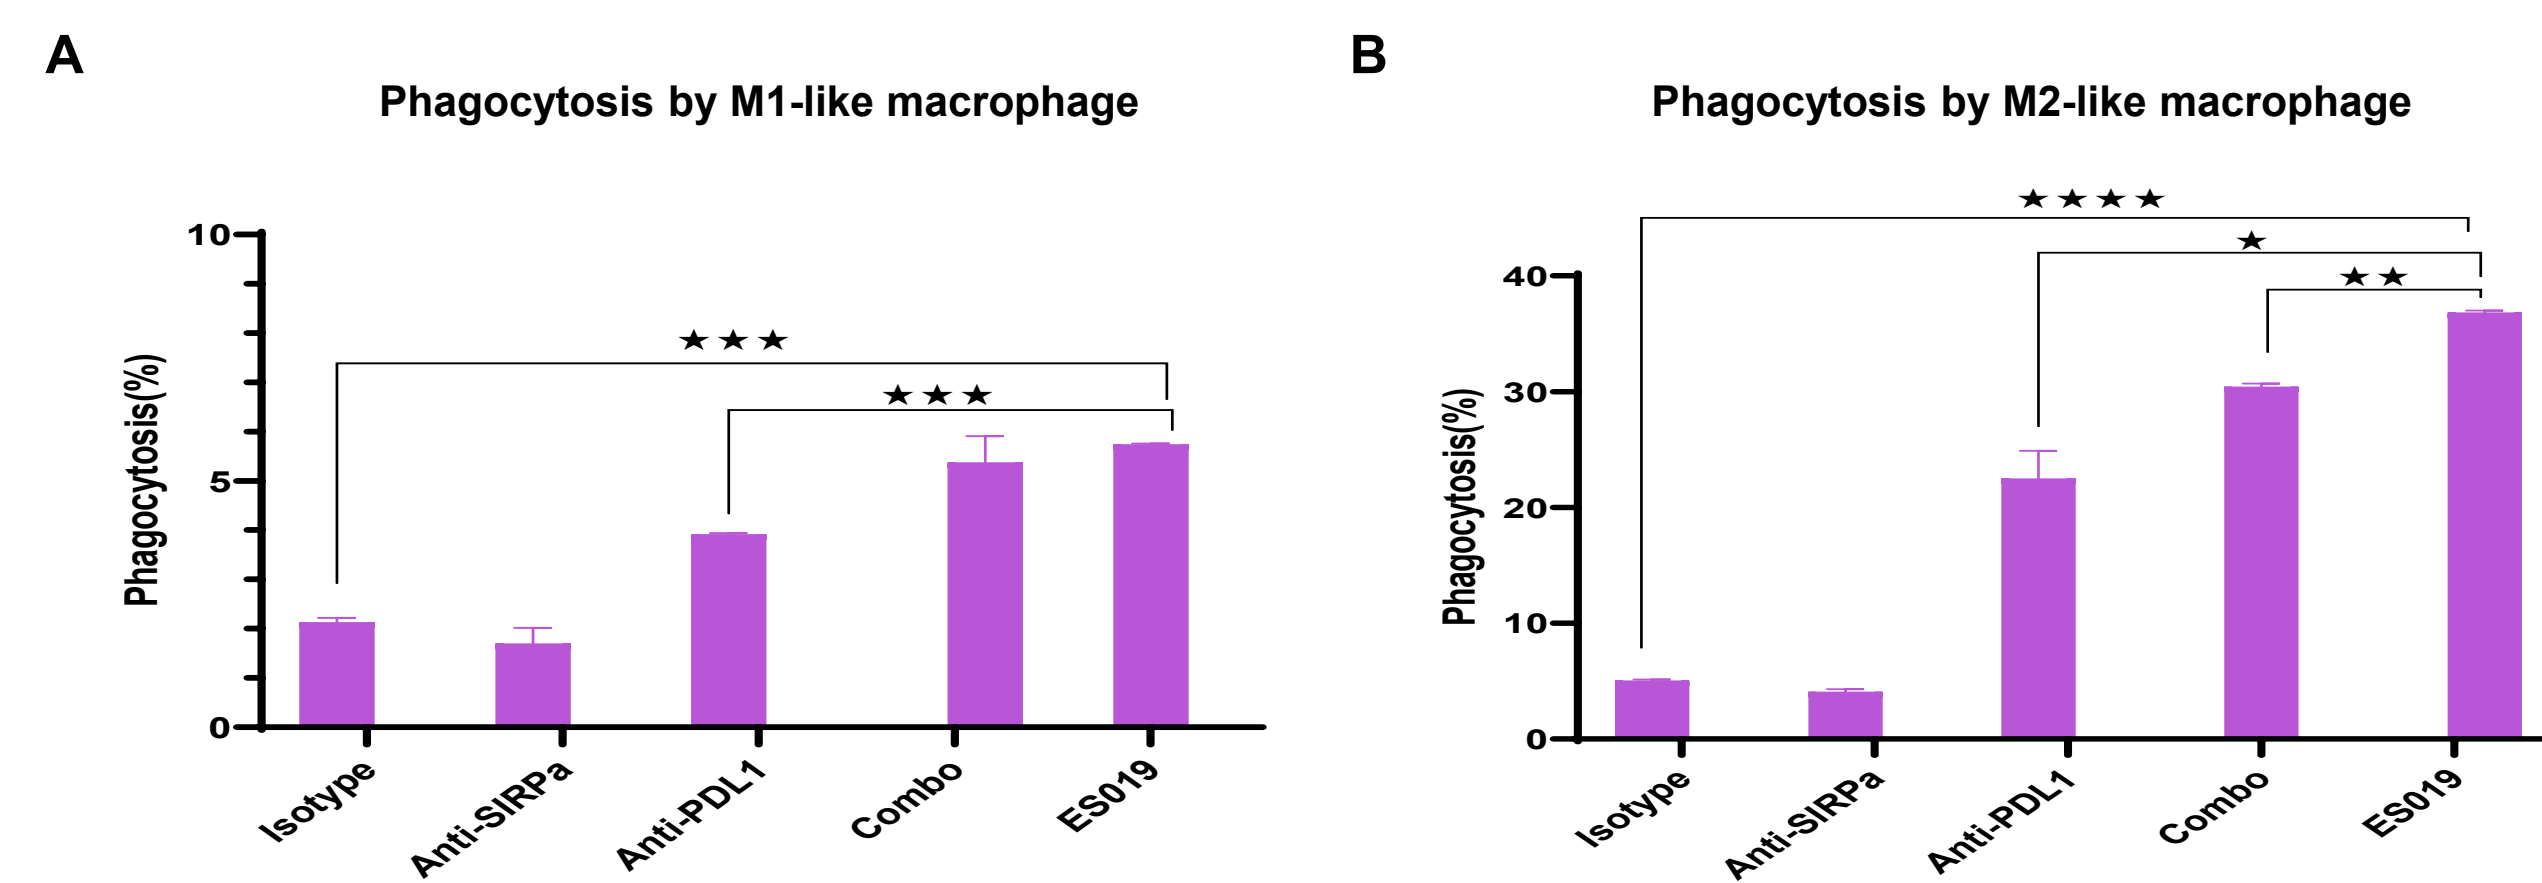 A
Phagocytosis by M1-like macrophage
Phagocytosis(%)
10
5
0
★★★
★★★
Isotype
Anti-SIRPa
Anti-PDL1
Combo
ES019
B
Phagocytosis by M2-like macrophage
Phagocytosis(%)
40
30
20
10
0
★★★★
★
★★
Isotype
Anti-SIRPa
Anti-PDL1
Combo
ES019